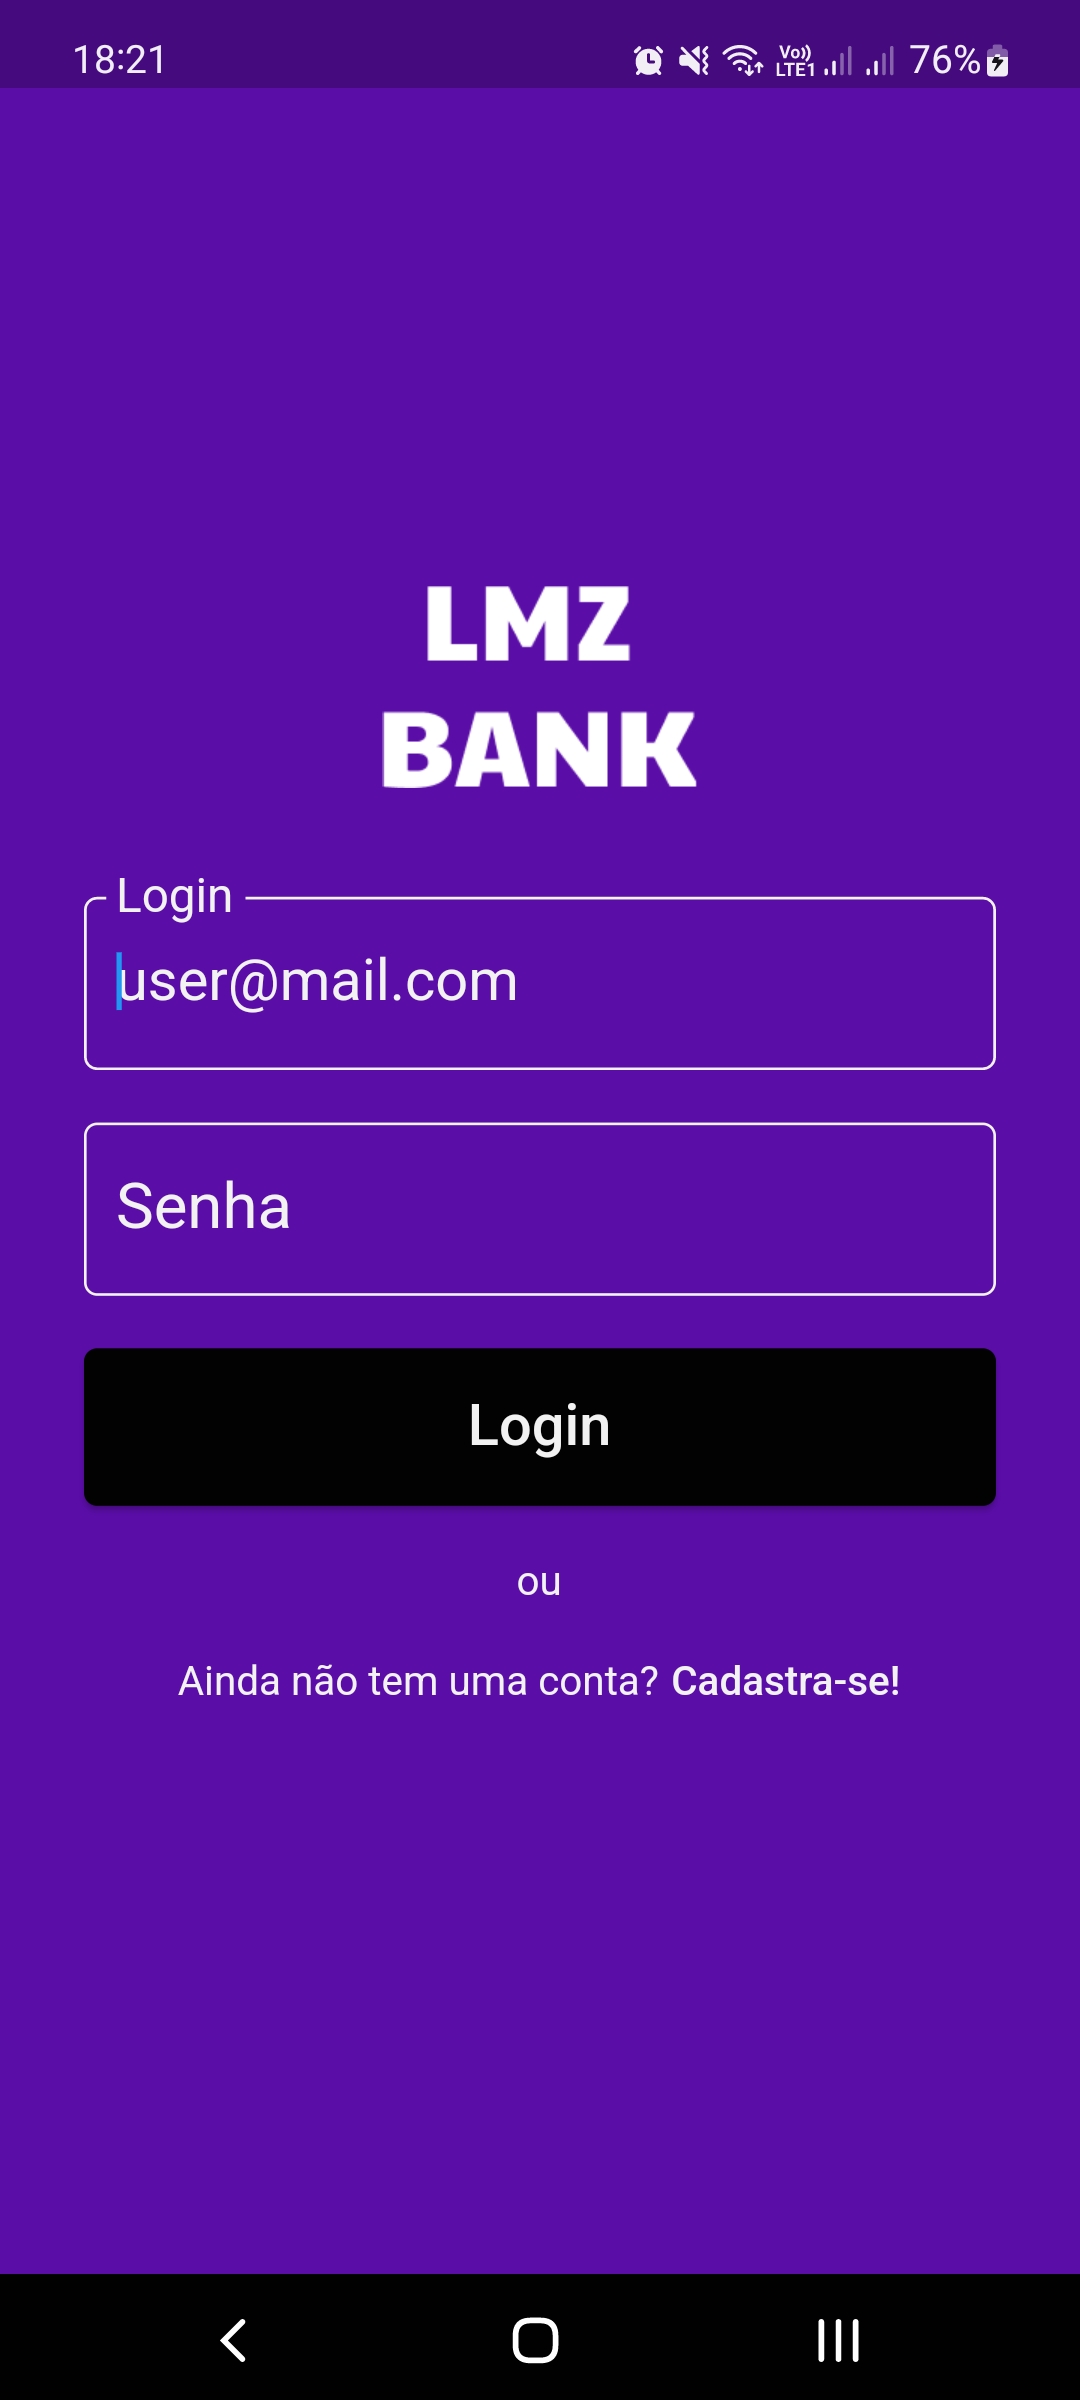 18:21 Vo)) LTE1 76%
LMZ
BANK
Login
user@mail.com
Senha
Login
ou
Ainda não tem uma conta? Cadastra-se!